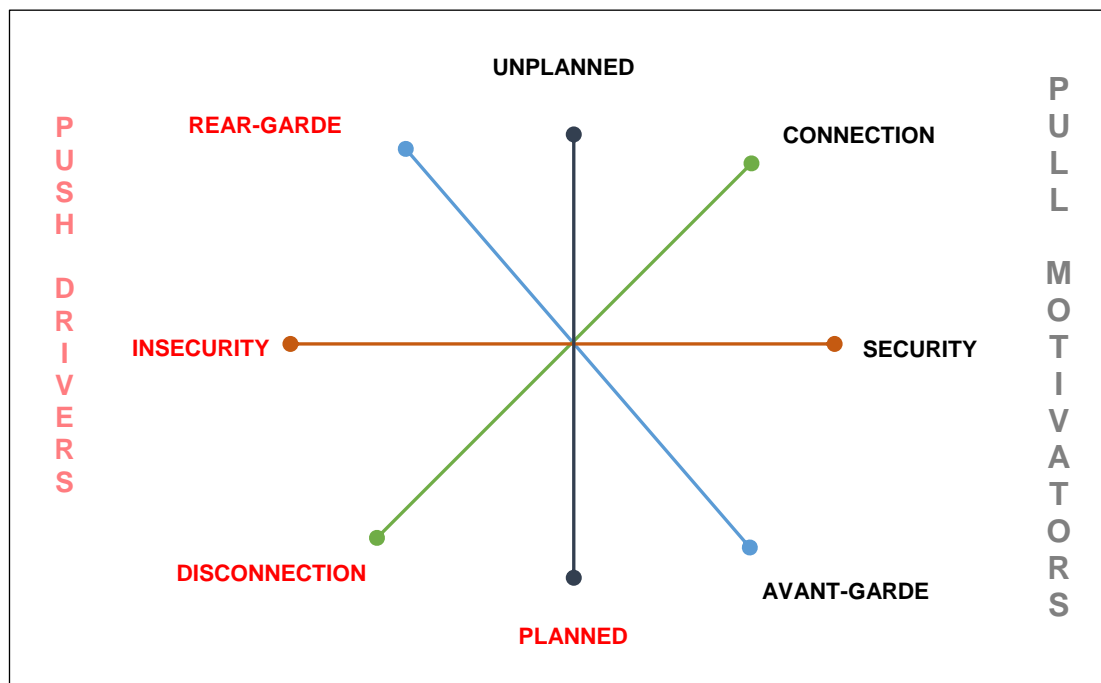 UNPLANNED
REAR-GARDE
CONNECTION
PUSH DRIVERS
PULL MOTIVATORS
INSECURITY
SECURITY
DISCONNECTION
AVANT-GARDE
PLANNED